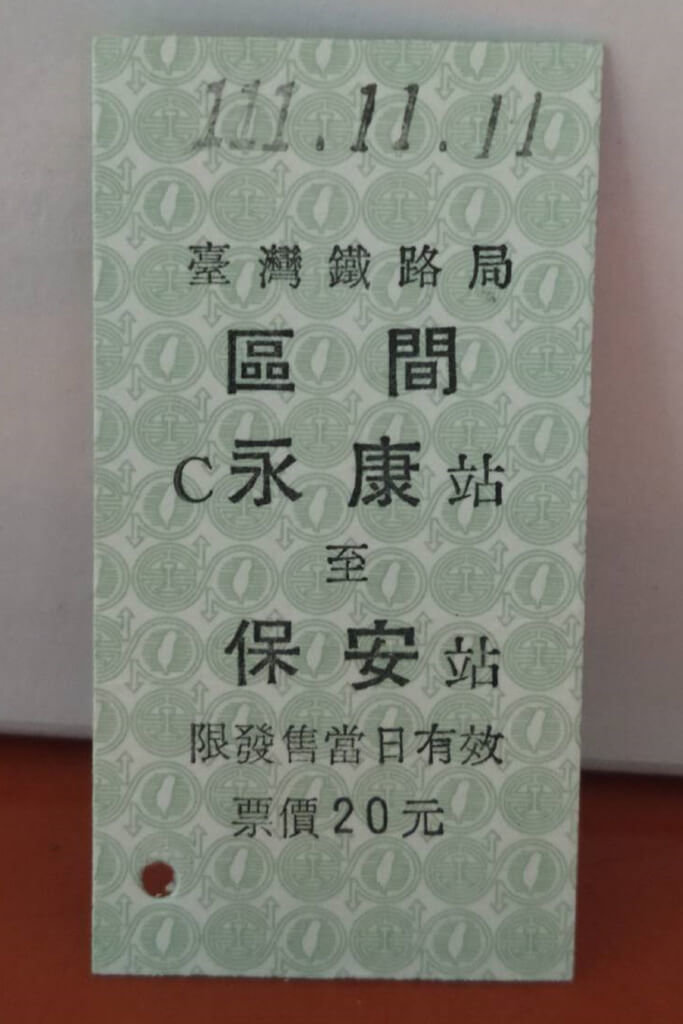 111.11.11
臺灣鐵路局
區間
C永康站
至
保安站
限發售當日有效
票價20元